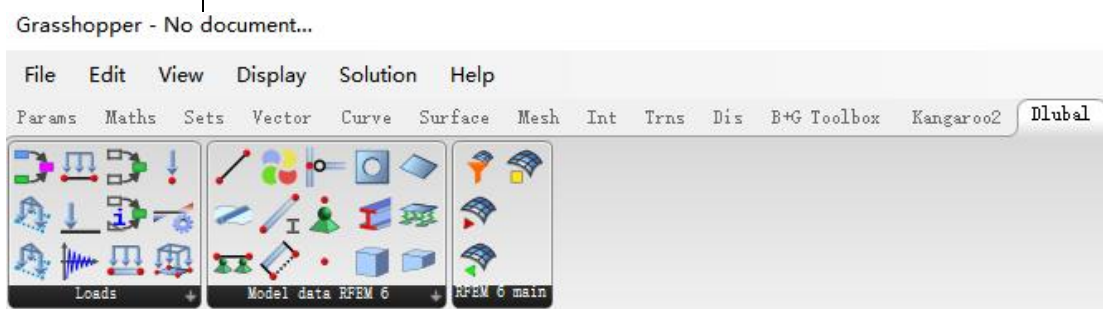 Grasshopper - No document...
File Edit View Display Solution Help
Params Maths Sets Vector Curve Surface Mesh Int Trns Dis B+G Toolbox Kangaroo2 Dlubal
i
I
Loads Model data RFEM 6 RFEM 6 main